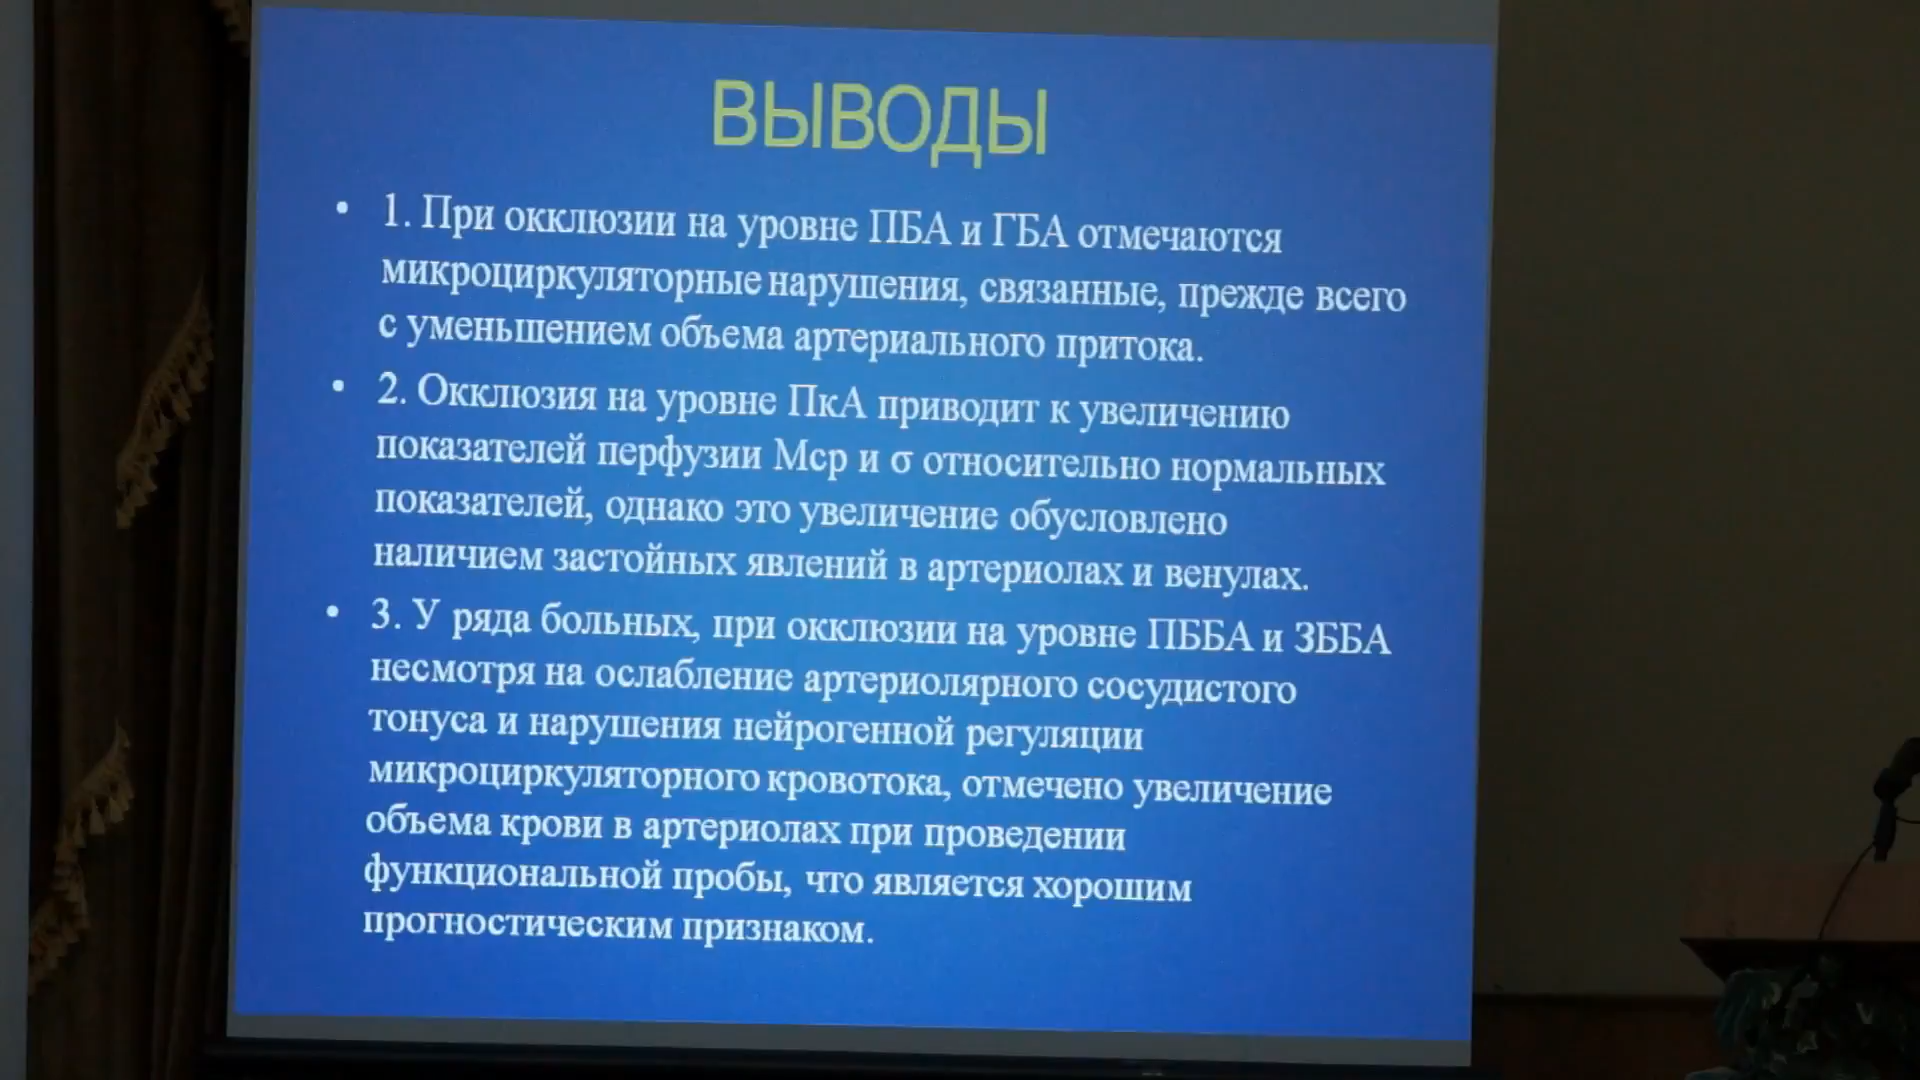 ВЫВОДЫ
• 1. При окклюзии на уровне ПБА и ГБА отмечаются
микроциркуляторные нарушения, связанные, прежде всего
с уменьшением объема артериального притока.
• 2. Окклюзия на уровне ПкА приводит к увеличению
показателей перфузии Мср и σ относительно нормальных
показателей, однако это увеличение обусловлено
наличием застойных явлений в артериолах и венулах.
• 3. У ряда больных, при окклюзии на уровне ПББА и ЗББА
несмотря на ослабление артериолярного сосудистого
тонуса и нарушения нейрогенной регуляции
микроциркуляторного кровотока, отмечено увеличение
объема крови в артериолах при проведении
функциональной пробы, что является хорошим
прогностическим признаком.